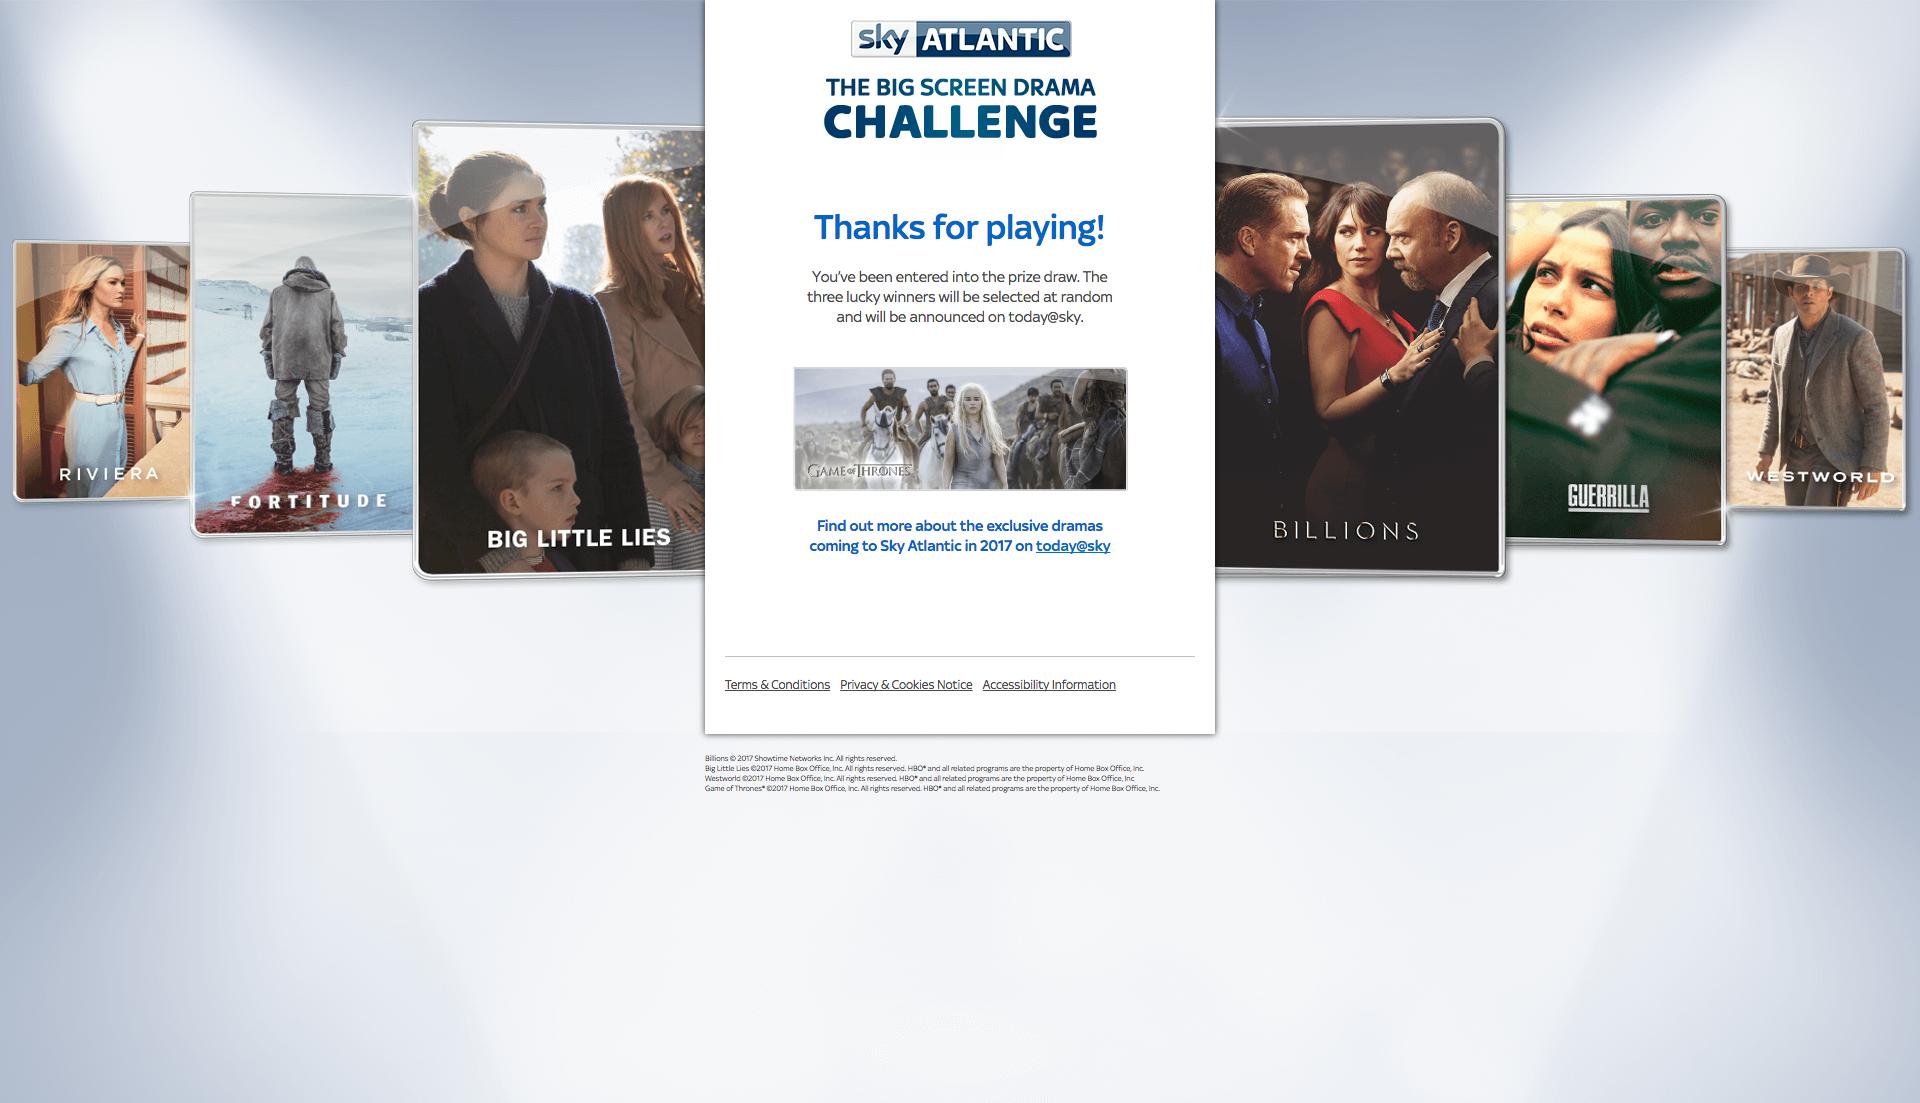 sky ATLANTIC
THE BIG SCREEN DRAMA
CHALLENGE
Thanks for playing!
You've been entered into the prize draw. The
three lucky winners will be selected at random
and will be announced on today@sky.
GAME OF THRONES
Find out more about the exclusive dramas
coming to Sky Atlantic in 2017 on today@sky
RIVIERA
FORTITUDE
BIG LITTLE LIES
BILLIONS
GUERRILLA
WESTWORLD
Terms & Conditions Privacy & Cookies Notice Accessibility Information
Billions © 2017 Showtime Networks Inc. All rights reserved.
Big Little Lies ©2017 Home Box Office, Inc. All rights reserved. HBO® and all related programs are the property of Home Box Office, Inc.
Westworld ©2017 Home Box Office, Inc. All rights reserved. HBO® and all related programs are the property of Home Box Office, Inc
Game of Thrones® ©2017 Home Box Office, Inc. All rights reserved. HBO® and all related programs are the property of Home Box Office, Inc.